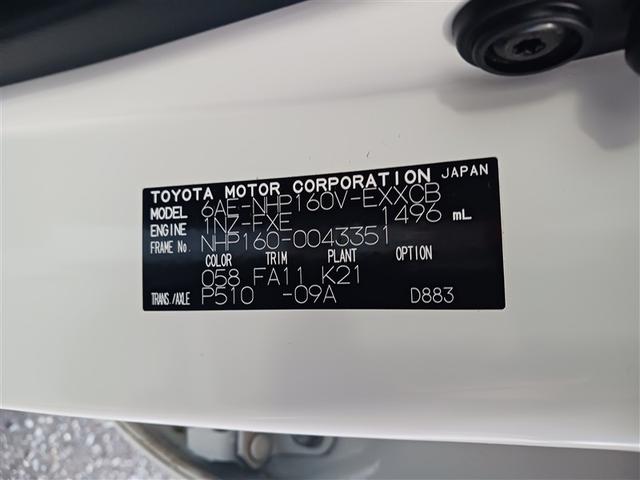 TOYOTA MOTOR CORPORATION JAPAN
MODEL 6AE-NHP160V-EXXCB
ENGINE 1NZ-FXE 1496 mL
FRAME No. NHP160-0043351
COLOR TRIM PLANT OPTION
058 FA11 K21
TRANS./AXLE P510 -09A D883